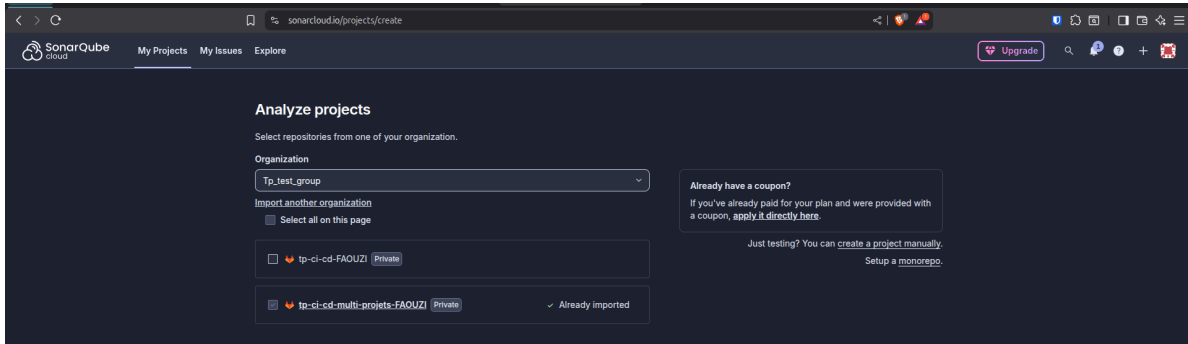 sonarcloud.io/projects/create
SonarQube cloud
My Projects My Issues Explore
Upgrade
1
Analyze projects
Select repositories from one of your organization.
Organization
Tp_test_group
Import another organization
Select all on this page
tp-ci-cd-FAOUZI Private
tp-ci-cd-multi-projets-FAOUZI Private Already imported
Already have a coupon?
If you've already paid for your plan and were provided with
a coupon, apply it directly here.
Just testing? You can create a project manually.
Setup a monorepo.